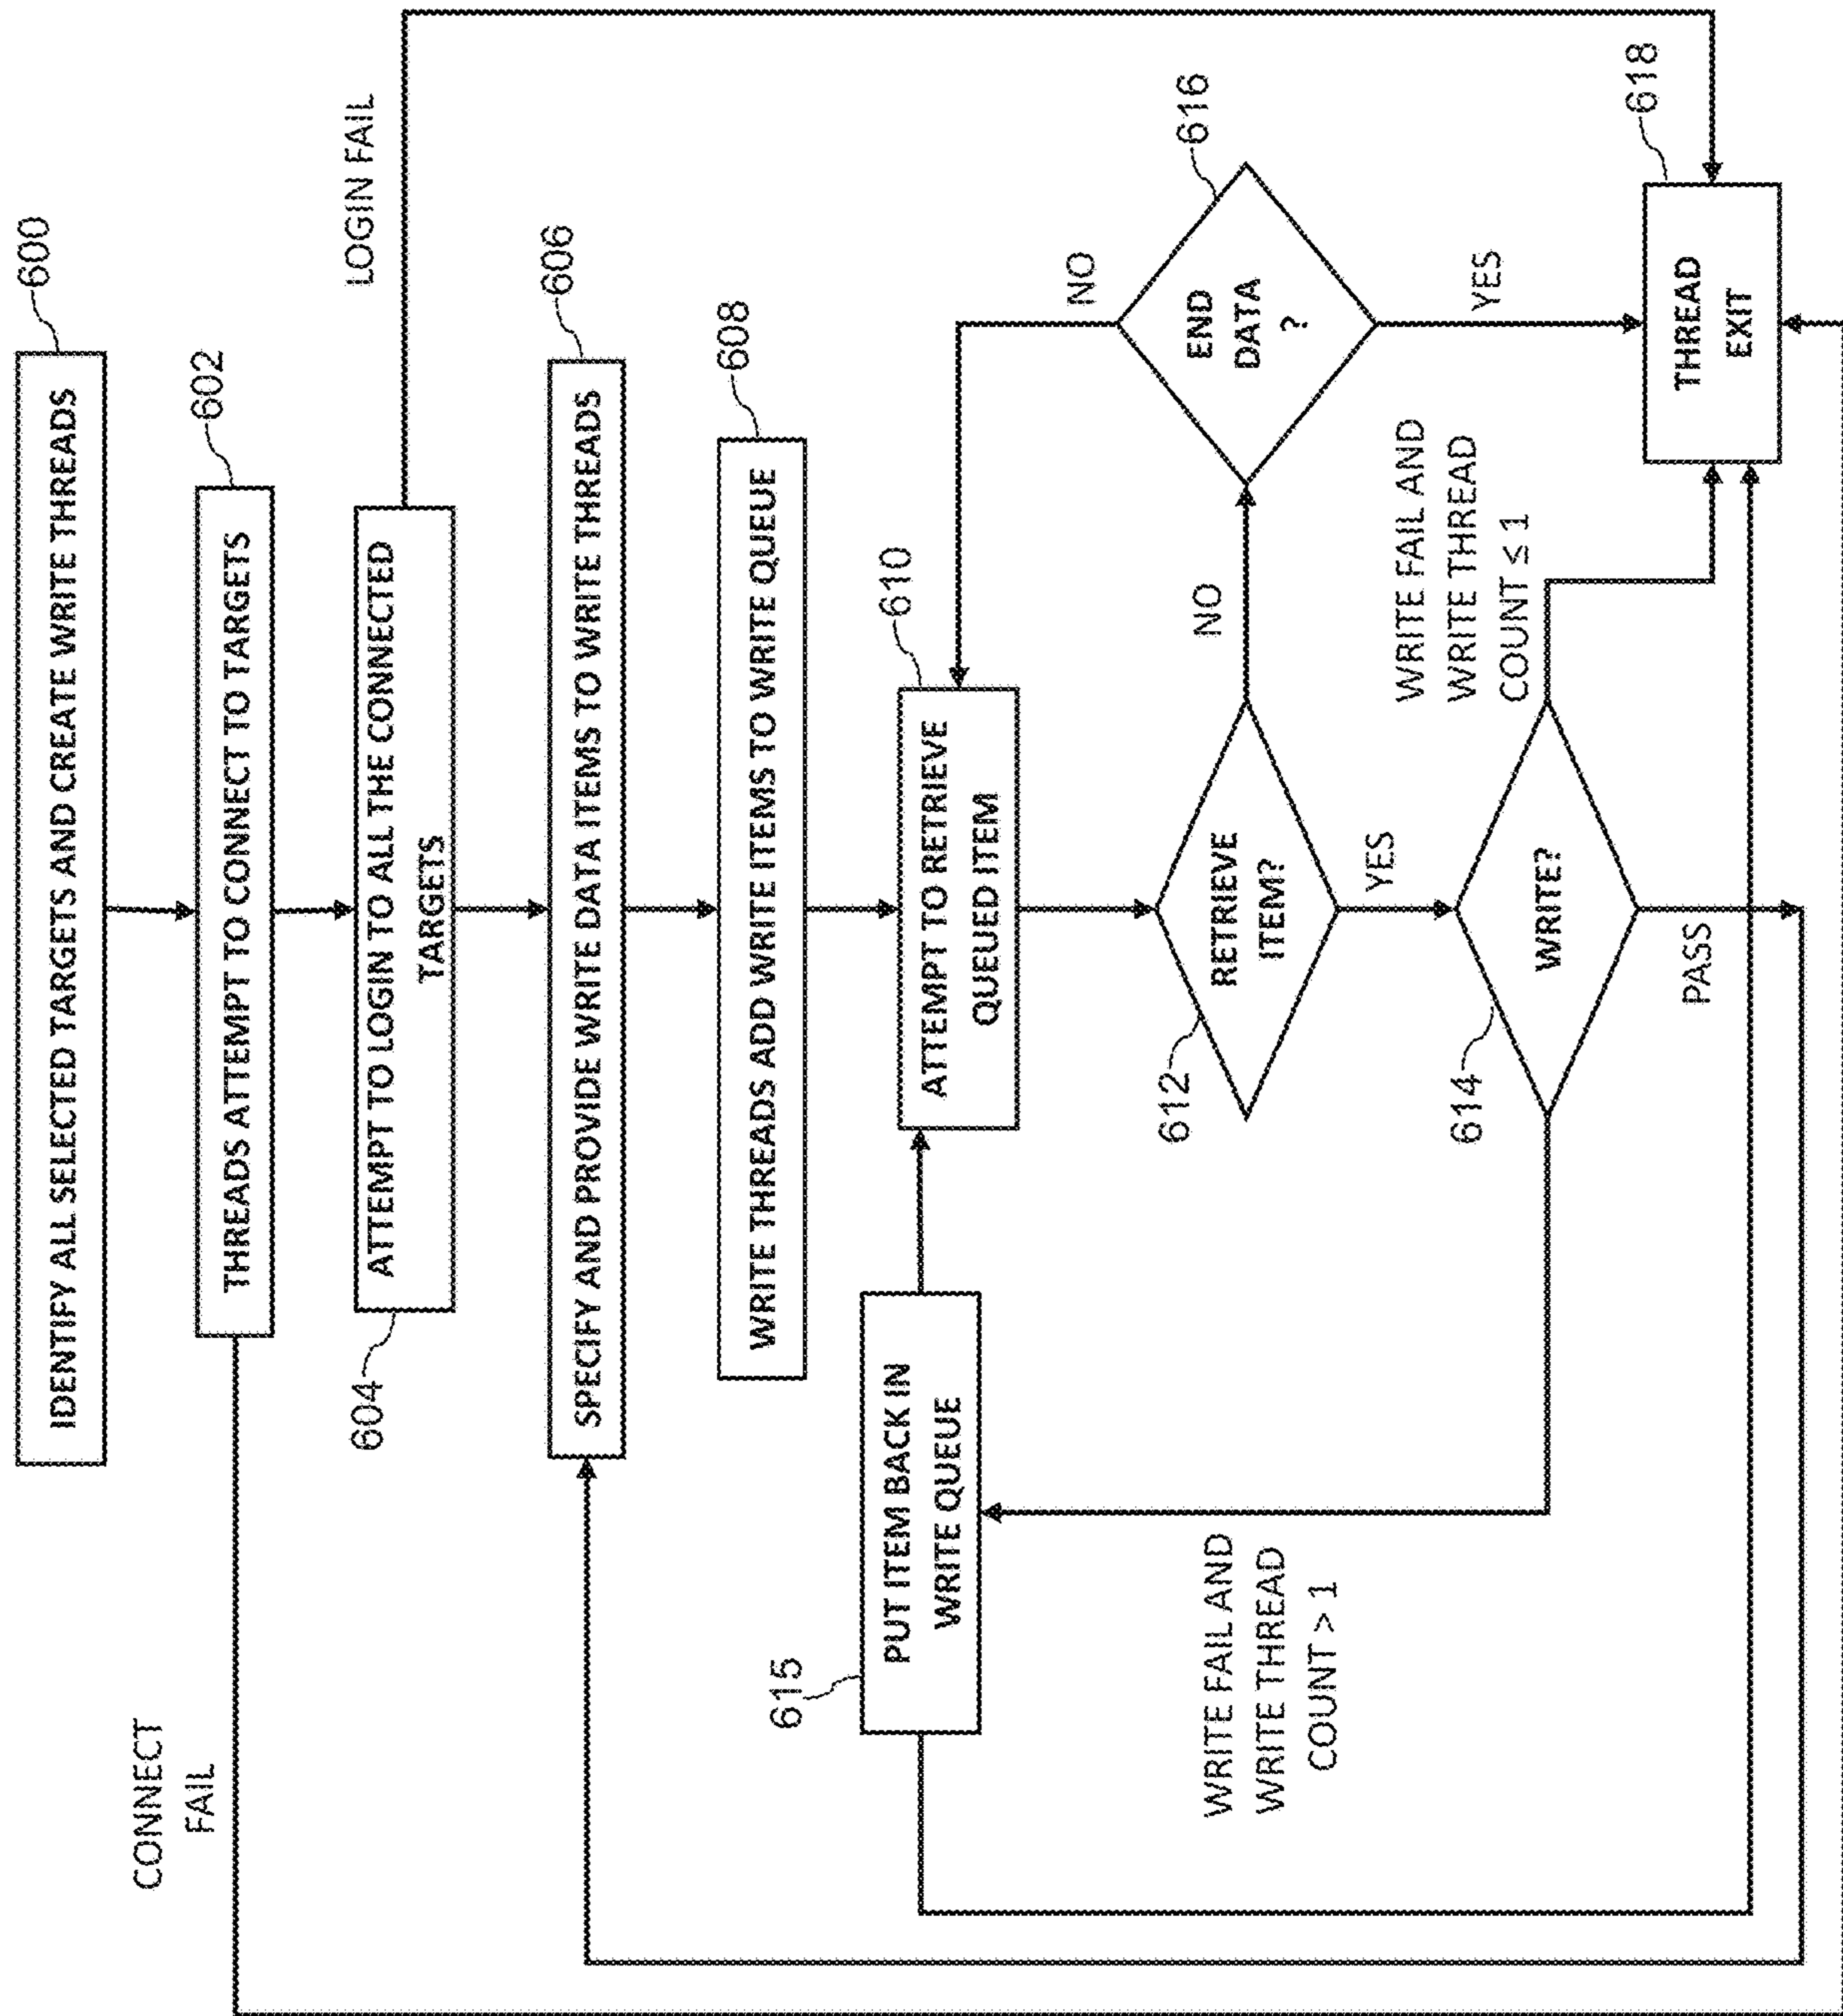 IDENTIFY ALL SELECTED TARGETS AND CREATE WRITE THREADS
600
CONNECT
FAIL
THREADS ATTEMPT TO CONNECT TO TARGETS
602
604
ATTEMPT TO LOGIN TO ALL THE CONNECTED
TARGETS
LOGIN FAIL
SPECIFY AND PROVIDE WRITE DATA ITEMS TO WRITE THREADS
606
WRITE THREADS ADD WRITE ITEMS TO WRITE QUEUE
608
615
PUT ITEM BACK IN
WRITE QUEUE
ATTEMPT TO RETRIEVE
QUEUED ITEM
610
612
RETRIEVE
ITEM?
NO
YES
END
DATA
?
616
NO
YES
WRITE FAIL AND
WRITE THREAD
COUNT > 1
614
WRITE?
PASS
WRITE FAIL AND
WRITE THREAD
COUNT ≤ 1
THREAD
EXIT
618